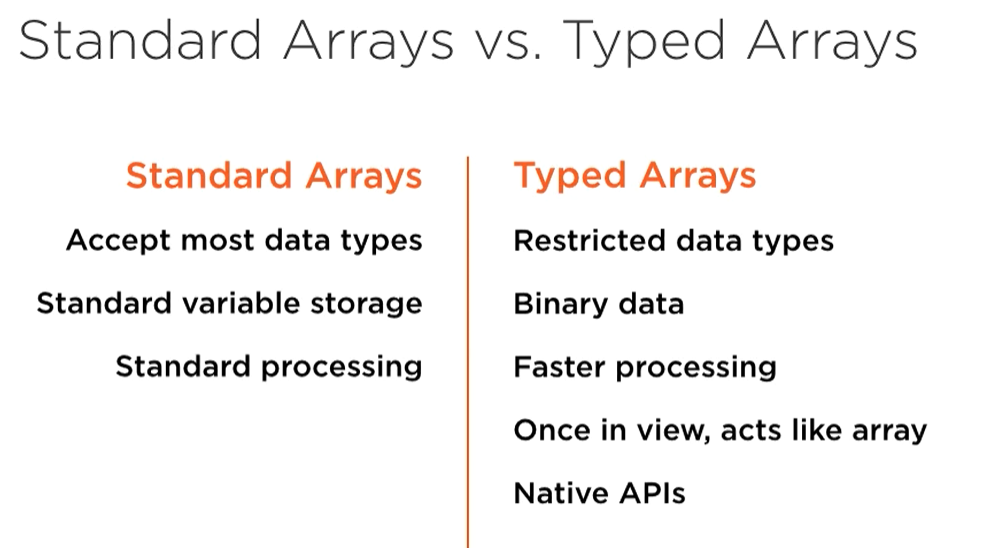 Standard Arrays vs. Typed Arrays
Standard Arrays
Accept most data types
Standard variable storage
Standard processing
Typed Arrays
Restricted data types
Binary data
Faster processing
Once in view, acts like array
Native APIs